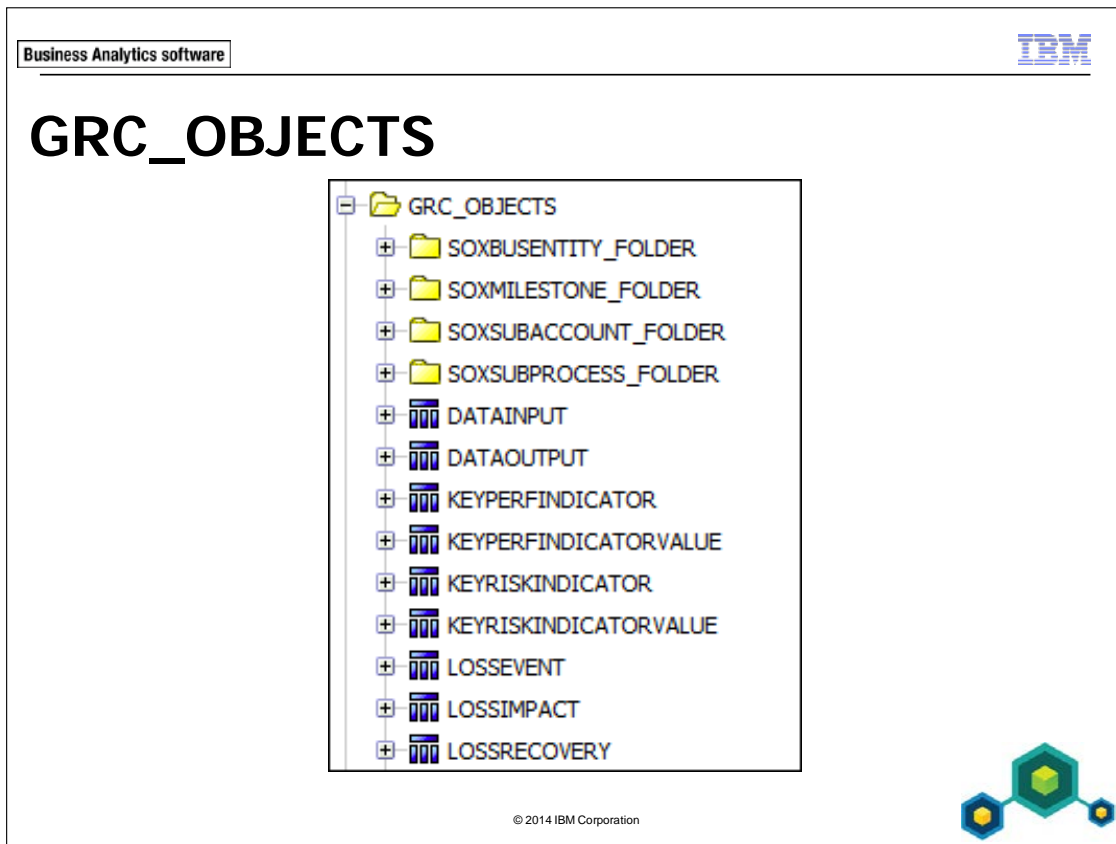 Business Analytics software
IBM
GRC_OBJECTS
GRC_OBJECTS
SOXBUSENTITY_FOLDER
SOXMILESTONE_FOLDER
SOXSUBACCOUNT_FOLDER
SOXSUBPROCESS_FOLDER
DATAINPUT
DATAOUTPUT
KEYPERFINDICATOR
KEYPERFINDICATORVALUE
KEYRISKINDICATOR
KEYRISKINDICATORVALUE
LOSSEVENT
LOSSIMPACT
LOSSRECOVERY
© 2014 IBM Corporation